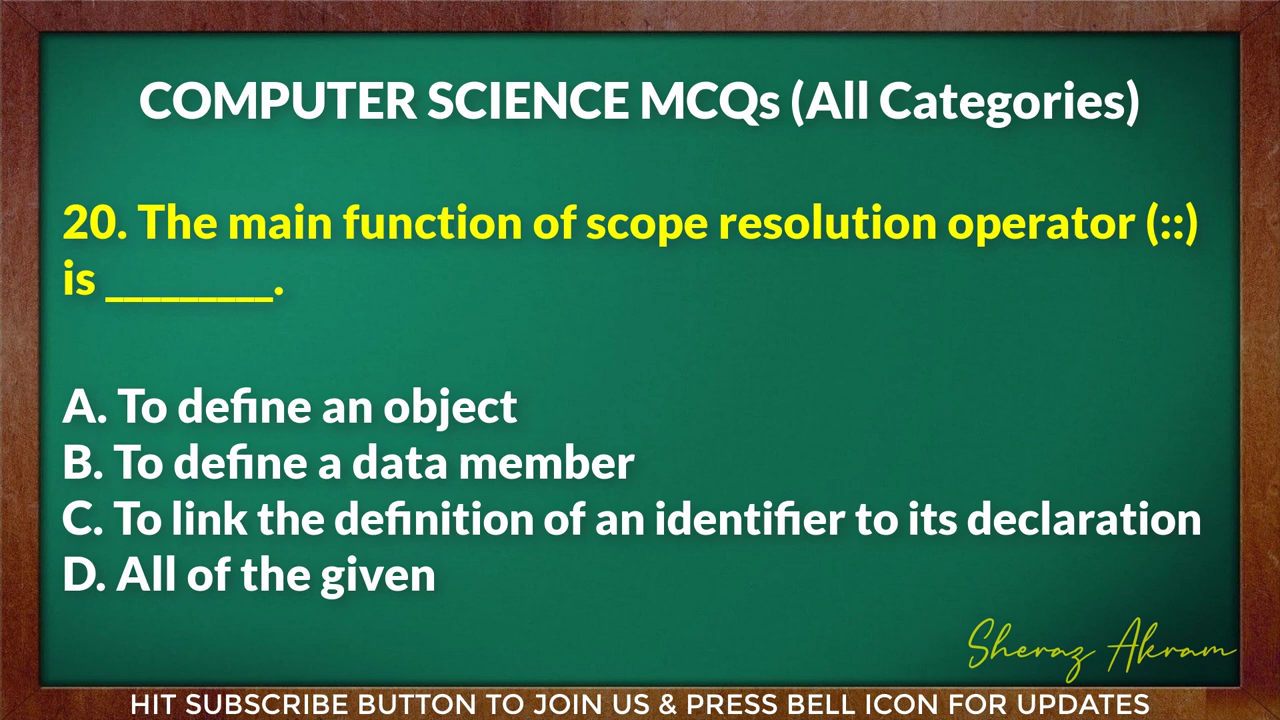 COMPUTER SCIENCE MCQs (All Categories)
20. The main function of scope resolution operator (::)
is _________.
A. To define an object
B. To define a data member
C. To link the definition of an identifier to its declaration
D. All of the given
Sheraz Akram
HIT SUBSCRIBE BUTTON TO JOIN US & PRESS BELL ICON FOR UPDATES